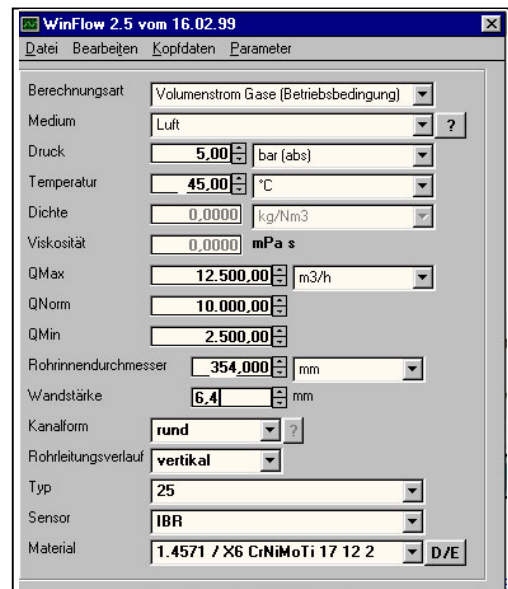 WinFlow 2.5 vom 16.02.99
Datei Bearbeiten Kopfdaten Parameter
Berechnungsart Volumenstrom Gase (Betriebsbedingung)
Medium Luft ?
Druck 5,00 bar (abs)
Temperatur 45,00 °C
Dichte 0,0000 kg/Nm3
Viskosität 0,0000 mPa s
QMax 12.500,00 m3/h
QNorm 10.000,00
QMin 2.500,00
Rohrinnendurchmesser 354,000 mm
Wandstärke 6,4 mm
Kanalform rund ?
Rohrleitungsverlauf vertikal
Typ 25
Sensor IBR
Material 1.4571 / X6 CrNiMoTi 17 12 2 D/E